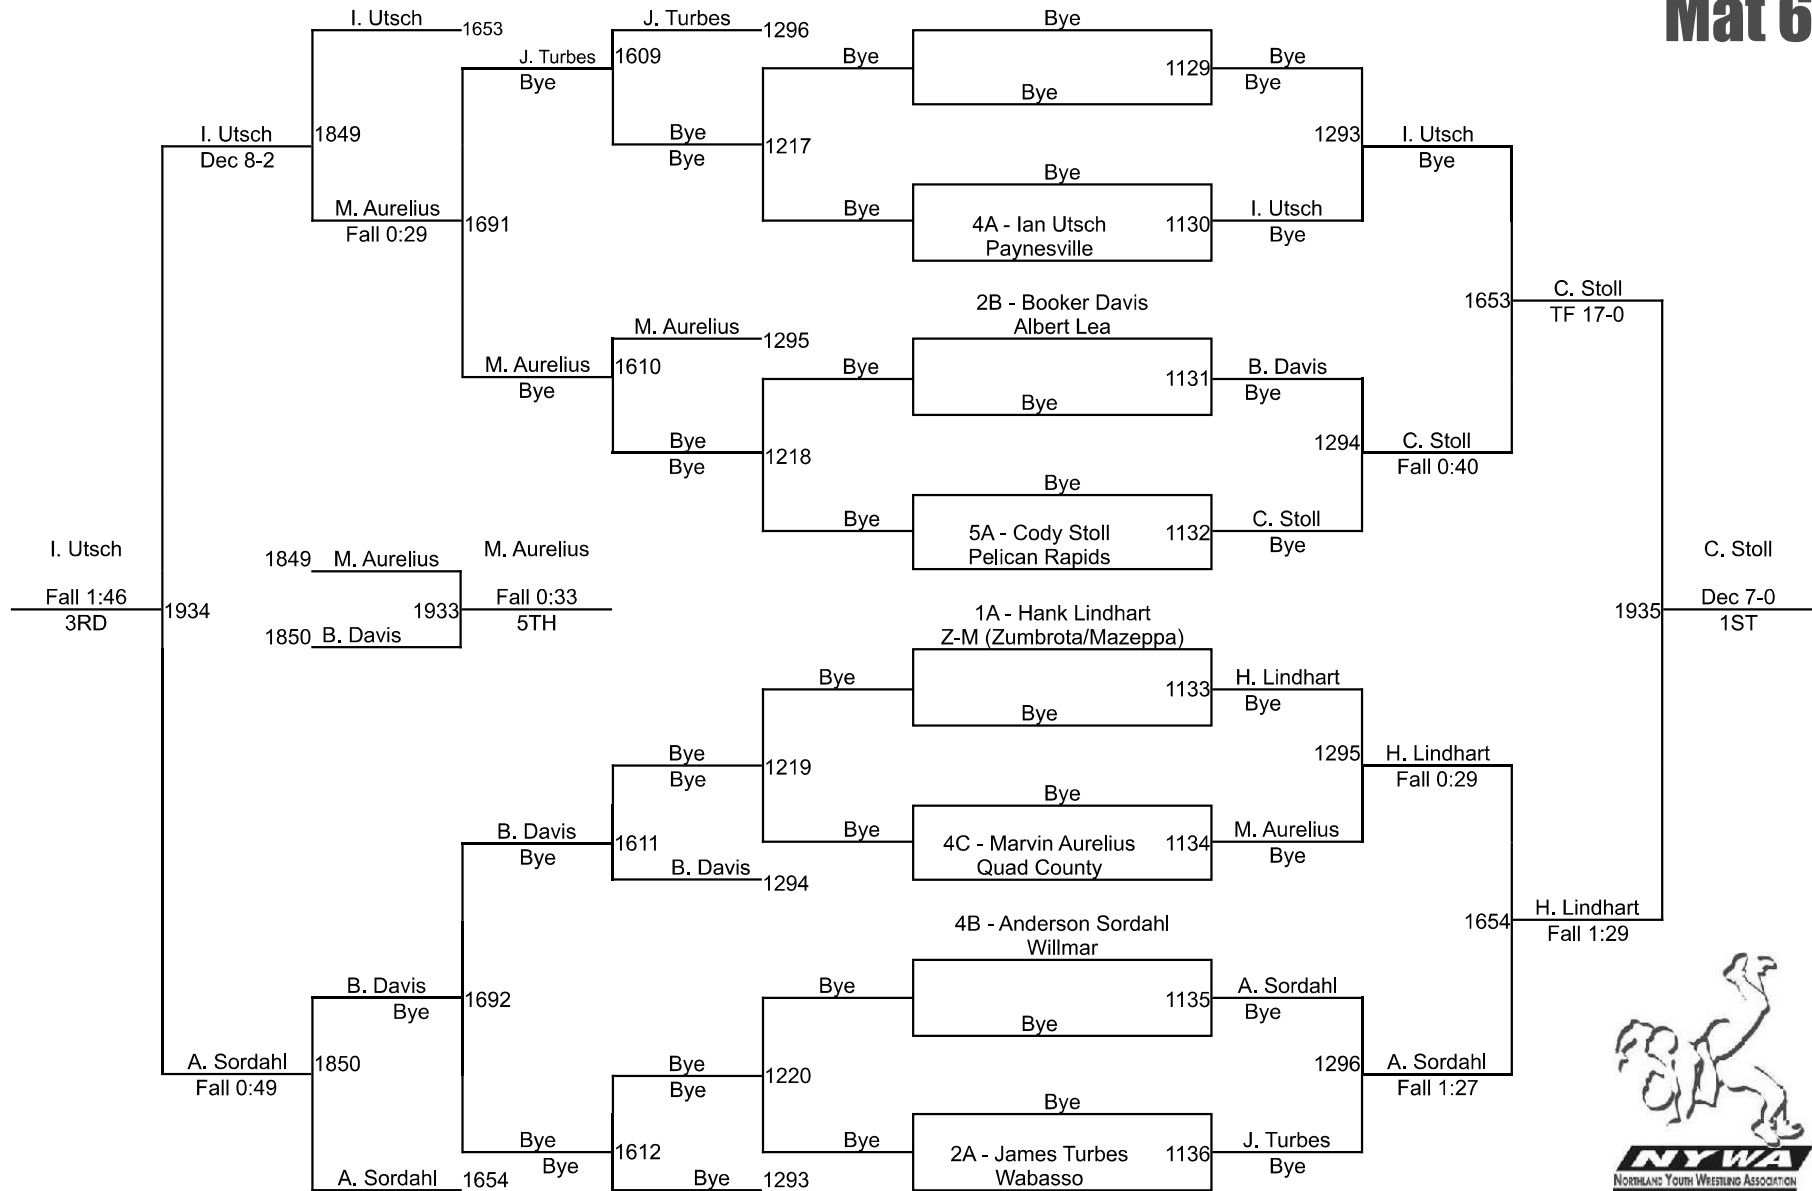 Mat 6
I. Utsch
1653
J. Turbes
1296
Bye
J. Turbes
Bye
1609
Bye
1129
Bye
Bye
Bye
I. Utsch
Dec 8-2
1849
Bye
Bye
1217
1293
I. Utsch
Bye
Bye
M. Aurelius
Fall 0:29
1691
Bye
4A - Ian Utsch
Paynesville
1130
I. Utsch
Bye
2B - Booker Davis
Albert Lea
1653
C. Stoll
TF 17-0
M. Aurelius
1295
M. Aurelius
Bye
1610
Bye
1131
B. Davis
Bye
Bye
Bye
Bye
1218
1294
C. Stoll
Fall 0:40
Bye
Bye
5A - Cody Stoll
Pelican Rapids
1132
C. Stoll
Bye
I. Utsch
Fall 1:46
3RD
1934
1849
M. Aurelius
1850
B. Davis
1933
M. Aurelius
Fall 0:33
5TH
C. Stoll
1935
Dec 7-0
1ST
1A - Hank Lindhart
Z-M (Zumbrota/Mazeppa)
Bye
1133
H. Lindhart
Bye
Bye
Bye
Bye
1219
1295
H. Lindhart
Fall 0:29
Bye
B. Davis
Bye
1611
Bye
4C - Marvin Aurelius
Quad County
1134
M. Aurelius
Bye
B. Davis
1294
4B - Anderson Sordahl
Willmar
1654
H. Lindhart
Fall 1:29
B. Davis
Bye
1692
Bye
1135
A. Sordahl
Bye
Bye
A. Sordahl
Fall 0:49
1850
Bye
Bye
1220
1296
A. Sordahl
Fall 1:27
Bye
Bye
Bye
1612
Bye
2A - James Turbes
Wabasso
1136
J. Turbes
Bye
A. Sordahl
1654
Bye
1293
NYWA
NORTHLAND YOUTH WRESTLING ASSOCIATION